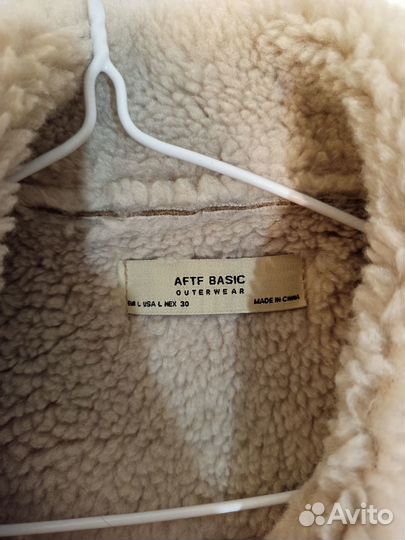 AFTF BASIC
OUTERWEAR
EUR L USA L MEX 30
MADE IN CHINA
Avito